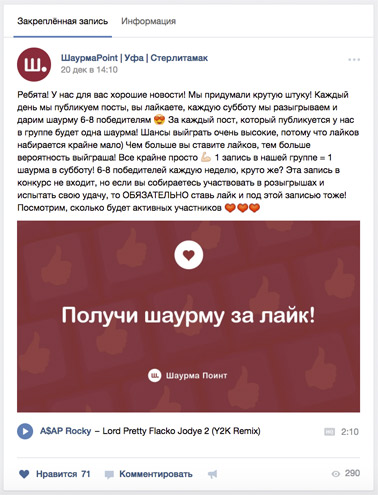 Закреплённая запись Информация
Ш.
ШаурмаPoint | Уфа | Стерлитамак
20 дек в 14:10
Ребята! У нас для вас хорошие новости! Мы придумали крутую штуку! Каждый
день мы публикуем посты, вы лайкаете, каждую субботу мы разыгрываем и
дарим шаурму 6-8 победителям 😎 За каждый пост, который публикуется у нас
в группе будет одна шаурма! Шансы выиграть очень высокие, потому что лайков
набирается крайне мало) Чем больше вы ставите лайков, тем больше
вероятность выйграша! Все крайне просто 💪🏻 1 запись в нашей группе = 1
шаурма в субботу! 6-8 победителей каждую неделю, круто же? Эта запись в
конкурс не входит, но если вы собираетесь участвовать в розыгрышах и
испытать свою удачу, то ОБЯЗАТЕЛЬНО ставь лайк и под этой записью тоже!
Посмотрим, сколько будет активных участников ❤❤❤
Получи шаурму за лайк!
Ш. Шаурма Поинт
A$AP Rocky – Lord Pretty Flacko Jodye 2 (Y2K Remix) 2:10
Нравится 71 Комментировать 290